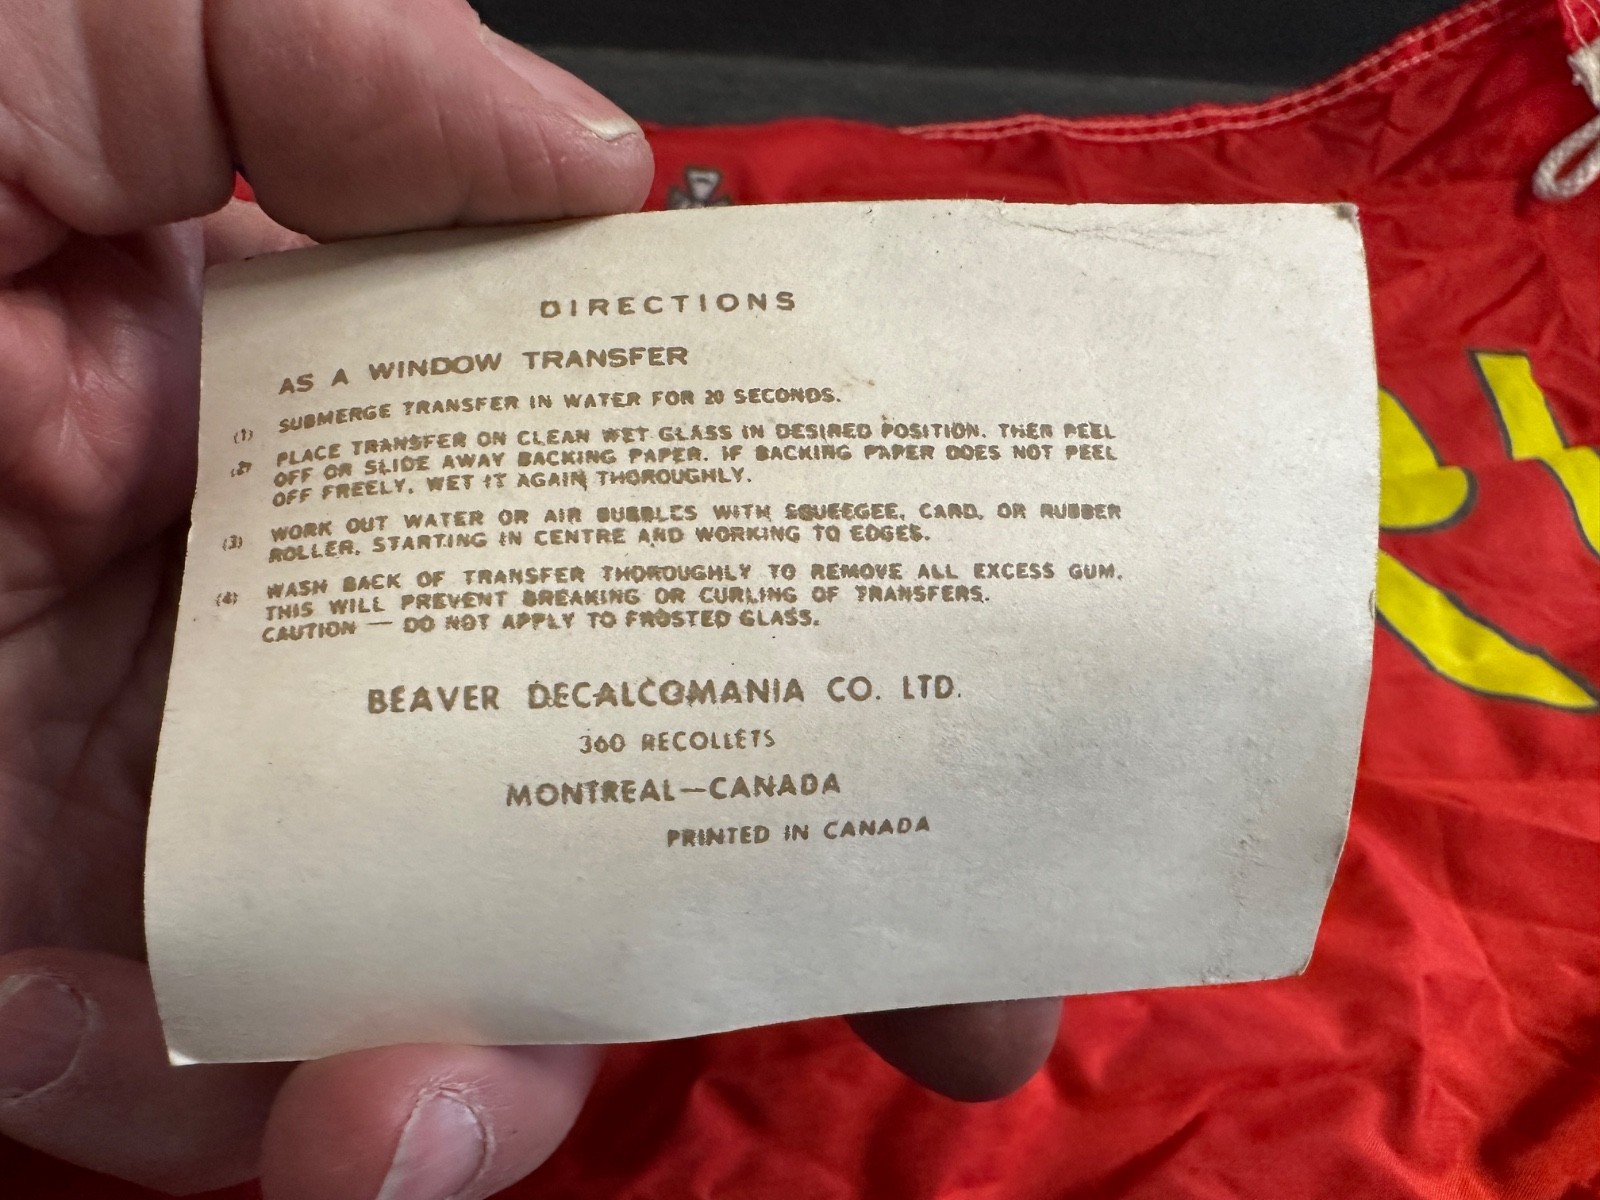 DIRECTIONS
AS A WINDOW TRANSFER
(1) SUBMERGE TRANSFER IN WATER FOR 20 SECONDS.
(2) PLACE TRANSFER ON CLEAN WET GLASS IN DESIRED POSITION. THEN PEEL
OFF OR SLIDE AWAY BACKING PAPER. IF BACKING PAPER DOES NOT PEEL
OFF FREELY, WET IT AGAIN THOROUGHLY.
(3) WORK OUT WATER OR AIR BUBBLES WITH SQUEEGEE, CARD, OR RUBBER
ROLLER, STARTING IN CENTRE AND WORKING TO EDGES.
(4) WASH BACK OF TRANSFER THOROUGHLY TO REMOVE ALL EXCESS GUM.
THIS WILL PREVENT BREAKING OR CURLING OF TRANSFERS.
CAUTION — DO NOT APPLY TO FROSTED GLASS.
BEAVER DECALCOMANIA CO. LTD.
360 RECOLLETS
MONTREAL—CANADA
PRINTED IN CANADA